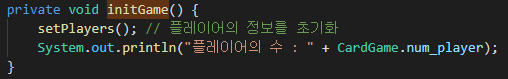 private void initGame() {
setPlayers(); // 플레이어의 정보를 초기화
System.out.println("플레이어의 수 : " + CardGame.num_player);
}